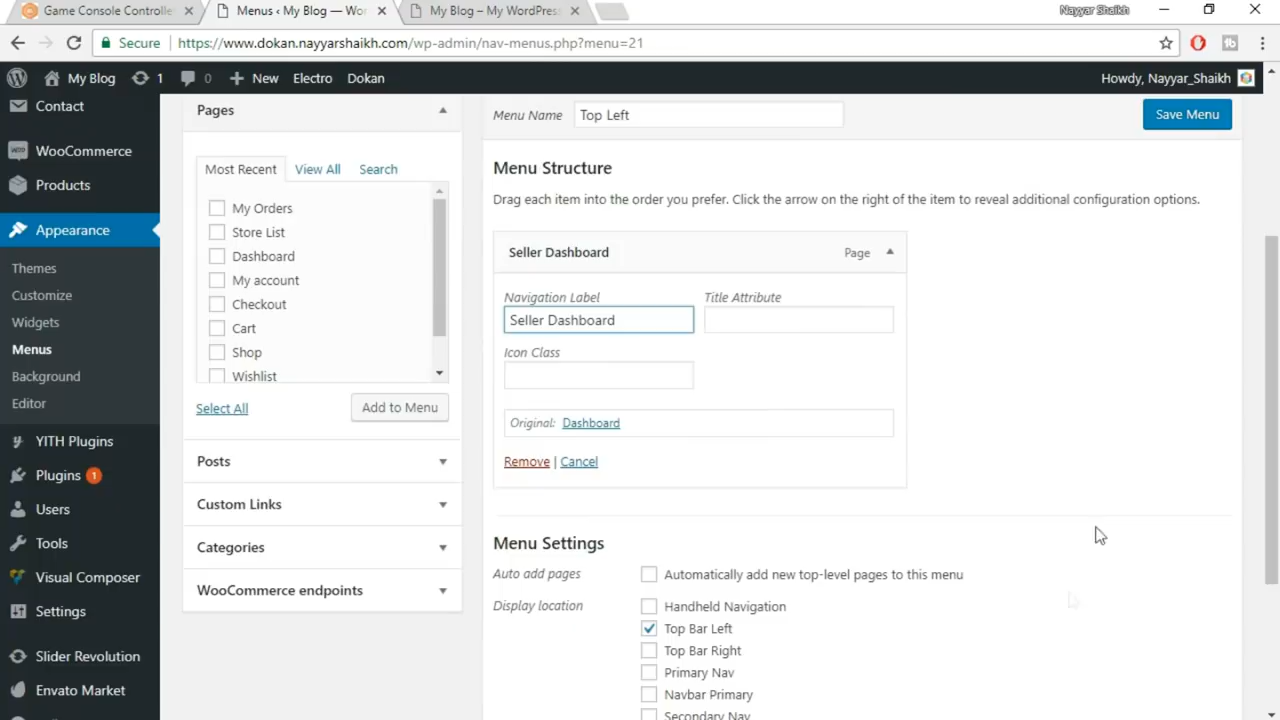 Game Console Controlle
Menus ‹ My Blog — Wor
My Blog – My WordPres
Nayyar Shaikh
Secure
https://www.dokan.nayyarshaikh.com/wp-admin/nav-menus.php?menu=21
My Blog
1
0
New
Electro
Dokan
Howdy, Nayyar_Shaikh
Contact
WooCommerce
Products
Appearance
Themes
Customize
Widgets
Menus
Background
Editor
YITH Plugins
Plugins 1
Users
Tools
Visual Composer
Settings
Slider Revolution
Envato Market
Pages
Most Recent
View All
Search
My Orders
Store List
Dashboard
My account
Checkout
Cart
Shop
Wishlist
Select All
Add to Menu
Posts
Custom Links
Categories
WooCommerce endpoints
Menu Name
Top Left
Save Menu
Menu Structure
Drag each item into the order you prefer. Click the arrow on the right of the item to reveal additional configuration options.
Seller Dashboard
Page
Navigation Label
Title Attribute
Seller Dashboard
Icon Class
Original: Dashboard
Remove | Cancel
Menu Settings
Auto add pages
Automatically add new top-level pages to this menu
Display location
Handheld Navigation
Top Bar Left
Top Bar Right
Primary Nav
Navbar Primary
Secondary Nav